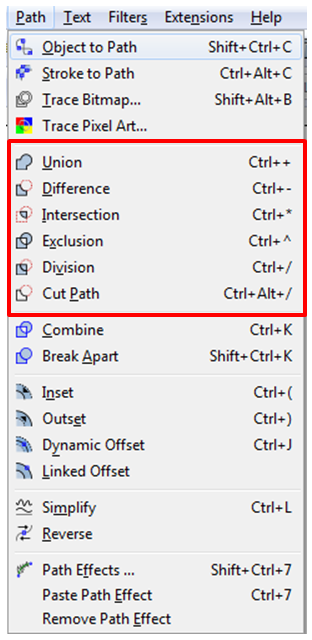 Path Text Filters Extensions Help
Object to Path Shift+Ctrl+C
Stroke to Path Ctrl+Alt+C
Trace Bitmap... Shift+Alt+B
Trace Pixel Art...
Union Ctrl++
Difference Ctrl+-
Intersection Ctrl+*
Exclusion Ctrl+^
Division Ctrl+/
Cut Path Ctrl+Alt+/
Combine Ctrl+K
Break Apart Shift+Ctrl+K
Inset Ctrl+(
Outset Ctrl+)
Dynamic Offset Ctrl+J
Linked Offset
Simplify Ctrl+L
Reverse
Path Effects ... Shift+Ctrl+7
Paste Path Effect Ctrl+7
Remove Path Effect